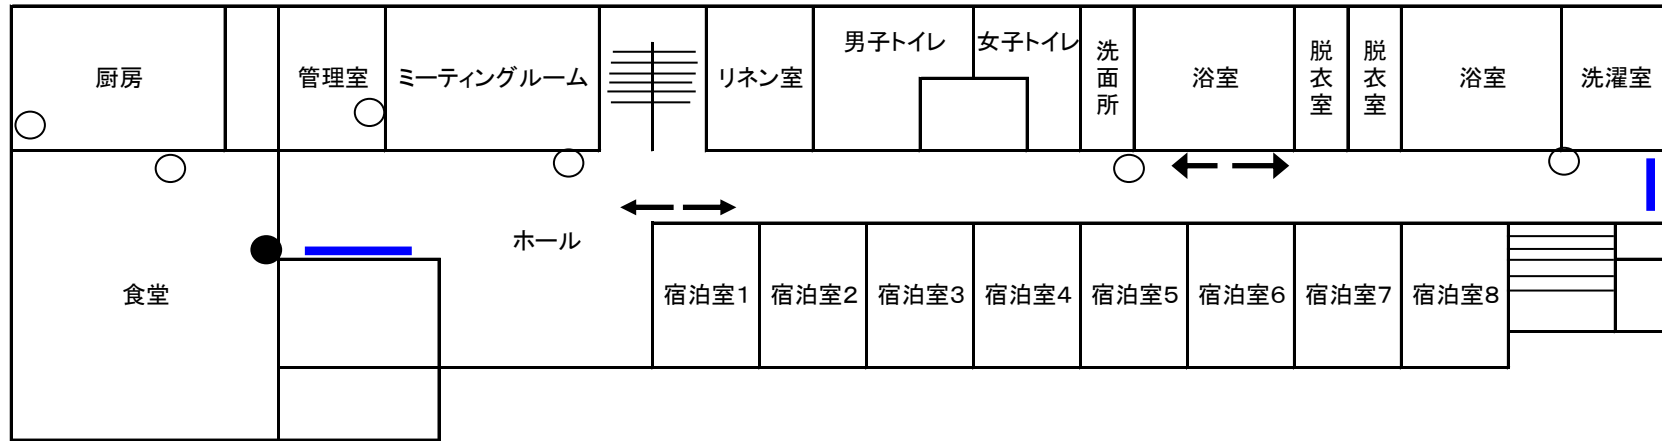 厨房
管理室
ミーティングルーム
リネン室
男子トイレ
女子トイレ
洗面所
浴室
脱衣室
脱衣室
浴室
洗濯室
ホール
食堂
宿泊室1
宿泊室2
宿泊室3
宿泊室4
宿泊室5
宿泊室6
宿泊室7
宿泊室8